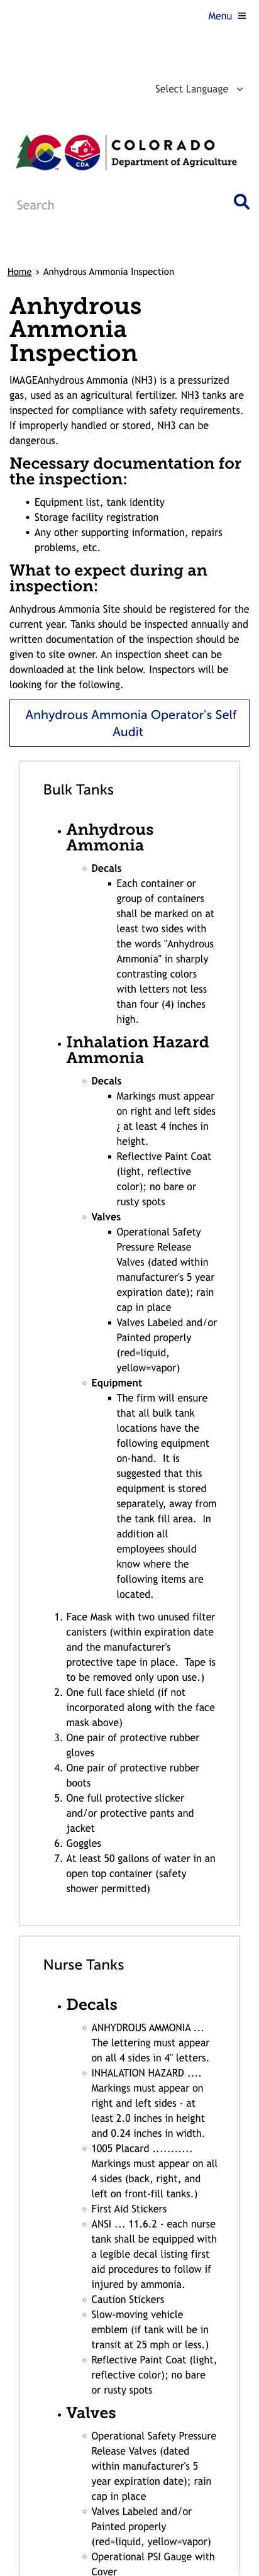 Menu
Select Language
CDA
COLORADO
Department of Agriculture
Search
Home › Anhydrous Ammonia Inspection
Anhydrous
Ammonia
Inspection
IMAGEAnhydrous Ammonia (NH3) is a pressurized
gas, used as an agricultural fertilizer. NH3 tanks are
inspected for compliance with safety requirements.
If improperly handled or stored, NH3 can be
dangerous.
Necessary documentation for
the inspection:
• Equipment list, tank identity
• Storage facility registration
• Any other supporting information, repairs
problems, etc.
What to expect during an
inspection:
Anhydrous Ammonia Site should be registered for the
current year. Tanks should be inspected annually and
written documentation of the inspection should be
given to site owner. An inspection sheet can be
downloaded at the link below. Inspectors will be
looking for the following.
Anhydrous Ammonia Operator's Self
Audit
Bulk Tanks
• Anhydrous
Ammonia
◦ Decals
▪ Each container or
group of containers
shall be marked on at
least two sides with
the words "Anhydrous
Ammonia" in sharply
contrasting colors
with letters not less
than four (4) inches
high.
• Inhalation Hazard
Ammonia
◦ Decals
▪ Markings must appear
on right and left sides
¿ at least 4 inches in
height.
▪ Reflective Paint Coat
(light, reflective
color); no bare or
rusty spots
◦ Valves
▪ Operational Safety
Pressure Release
Valves (dated within
manufacturer's 5 year
expiration date); rain
cap in place
▪ Valves Labeled and/or
Painted properly
(red=liquid,
yellow=vapor)
◦ Equipment
▪ The firm will ensure
that all bulk tank
locations have the
following equipment
on-hand.  It is
suggested that this
equipment is stored
separately, away from
the tank fill area.  In
addition all
employees should
know where the
following items are
located.
1. Face Mask with two unused filter
canisters (within expiration date
and the manufacturer's
protective tape in place.  Tape is
to be removed only upon use.)
2. One full face shield (if not
incorporated along with the face
mask above)
3. One pair of protective rubber
gloves
4. One pair of protective rubber
boots
5. One full protective slicker
and/or protective pants and
jacket
6. Goggles
7. At least 50 gallons of water in an
open top container (safety
shower permitted)
Nurse Tanks
• Decals
◦ ANHYDROUS AMMONIA ...
The lettering must appear
on all 4 sides in 4" letters.
◦ INHALATION HAZARD ....
Markings must appear on
right and left sides - at
least 2.0 inches in height
and 0.24 inches in width.
◦ 1005 Placard ...........
Markings must appear on all
4 sides (back, right, and
left on front-fill tanks.)
◦ First Aid Stickers
◦ ANSI ... 11.6.2 - each nurse
tank shall be equipped with
a legible decal listing first
aid procedures to follow if
injured by ammonia.
◦ Caution Stickers
◦ Slow-moving vehicle
emblem (if tank will be in
transit at 25 mph or less.)
◦ Reflective Paint Coat (light,
reflective color); no bare
or rusty spots
• Valves
◦ Operational Safety Pressure
Release Valves (dated
within manufacturer's 5
year expiration date); rain
cap in place
◦ Valves Labeled and/or
Painted properly
(red=liquid, yellow=vapor)
◦ Operational PSI Gauge with
Cover